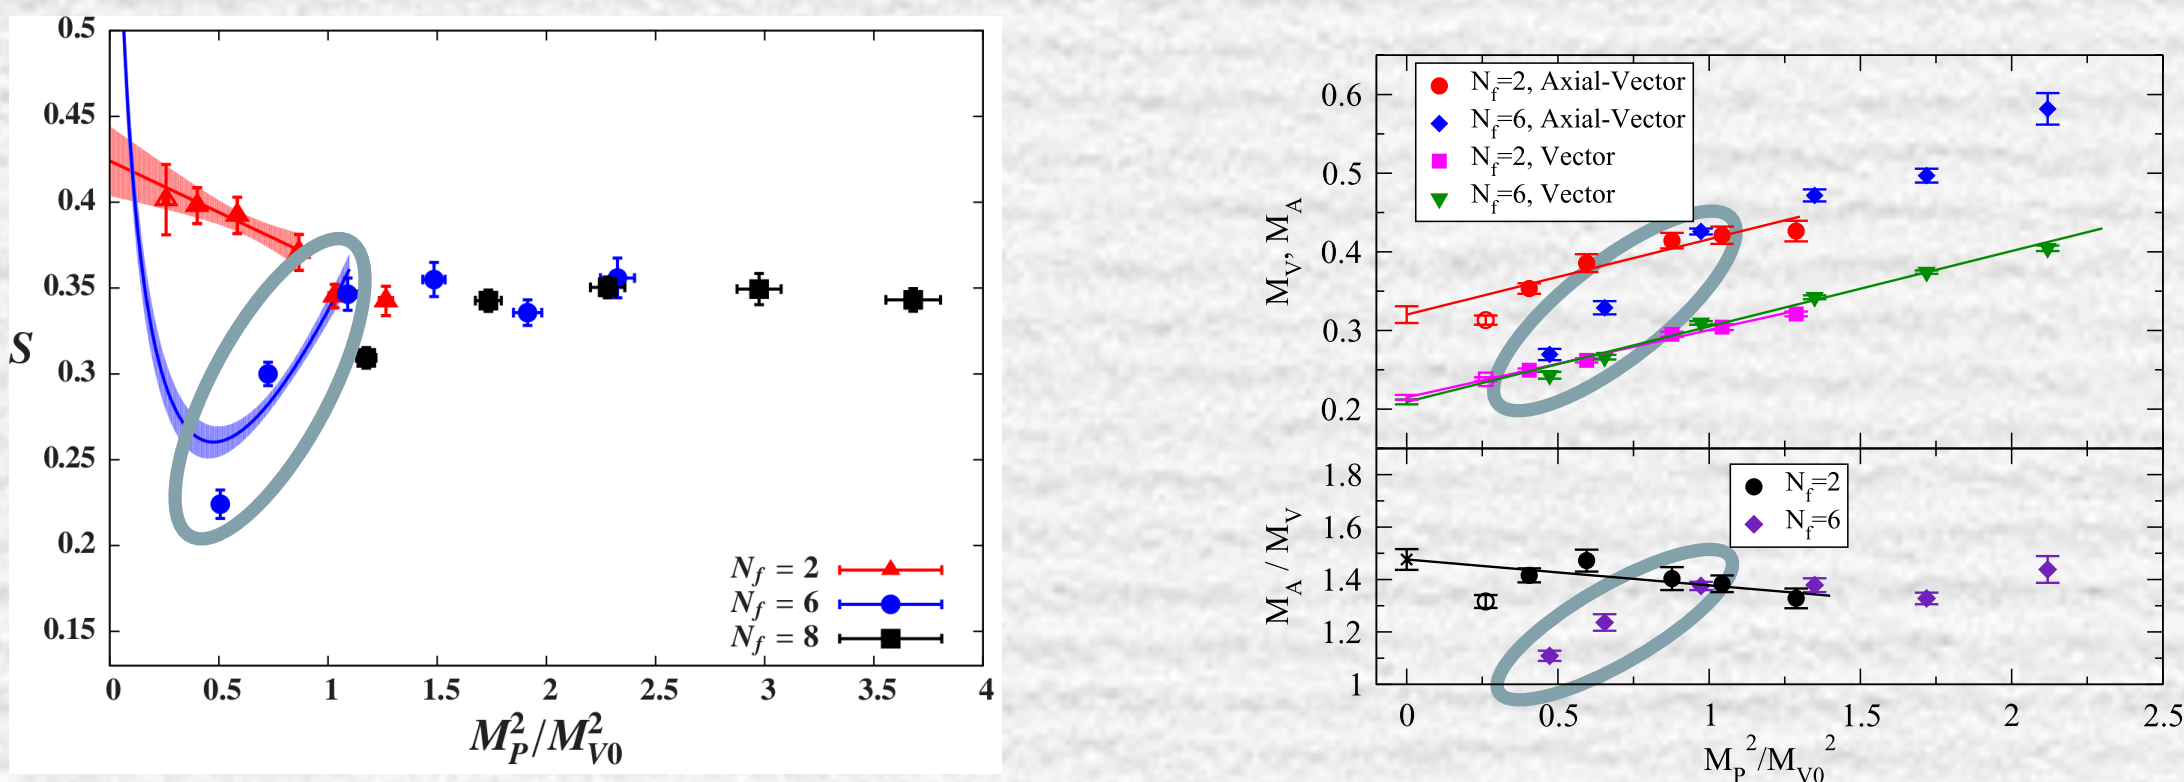 0.5
0.45
0.4
0.35
0.3
0.25
0.2
0.15
S
0 0.5 1 1.5 2 2.5 3 3.5 4
M_P^2/M_{V0}^2
N_f = 2
N_f = 6
N_f = 8
N_f=2, Axial-Vector
N_f=6, Axial-Vector
N_f=2, Vector
N_f=6, Vector
0.6
0.5
0.4
0.3
0.2
M_V, M_A
N_f=2
N_f=6
1.8
1.6
1.4
1.2
1
M_A / M_V
0 0.5 1 1.5 2 2.5
M_P^2/M_{V0}^2